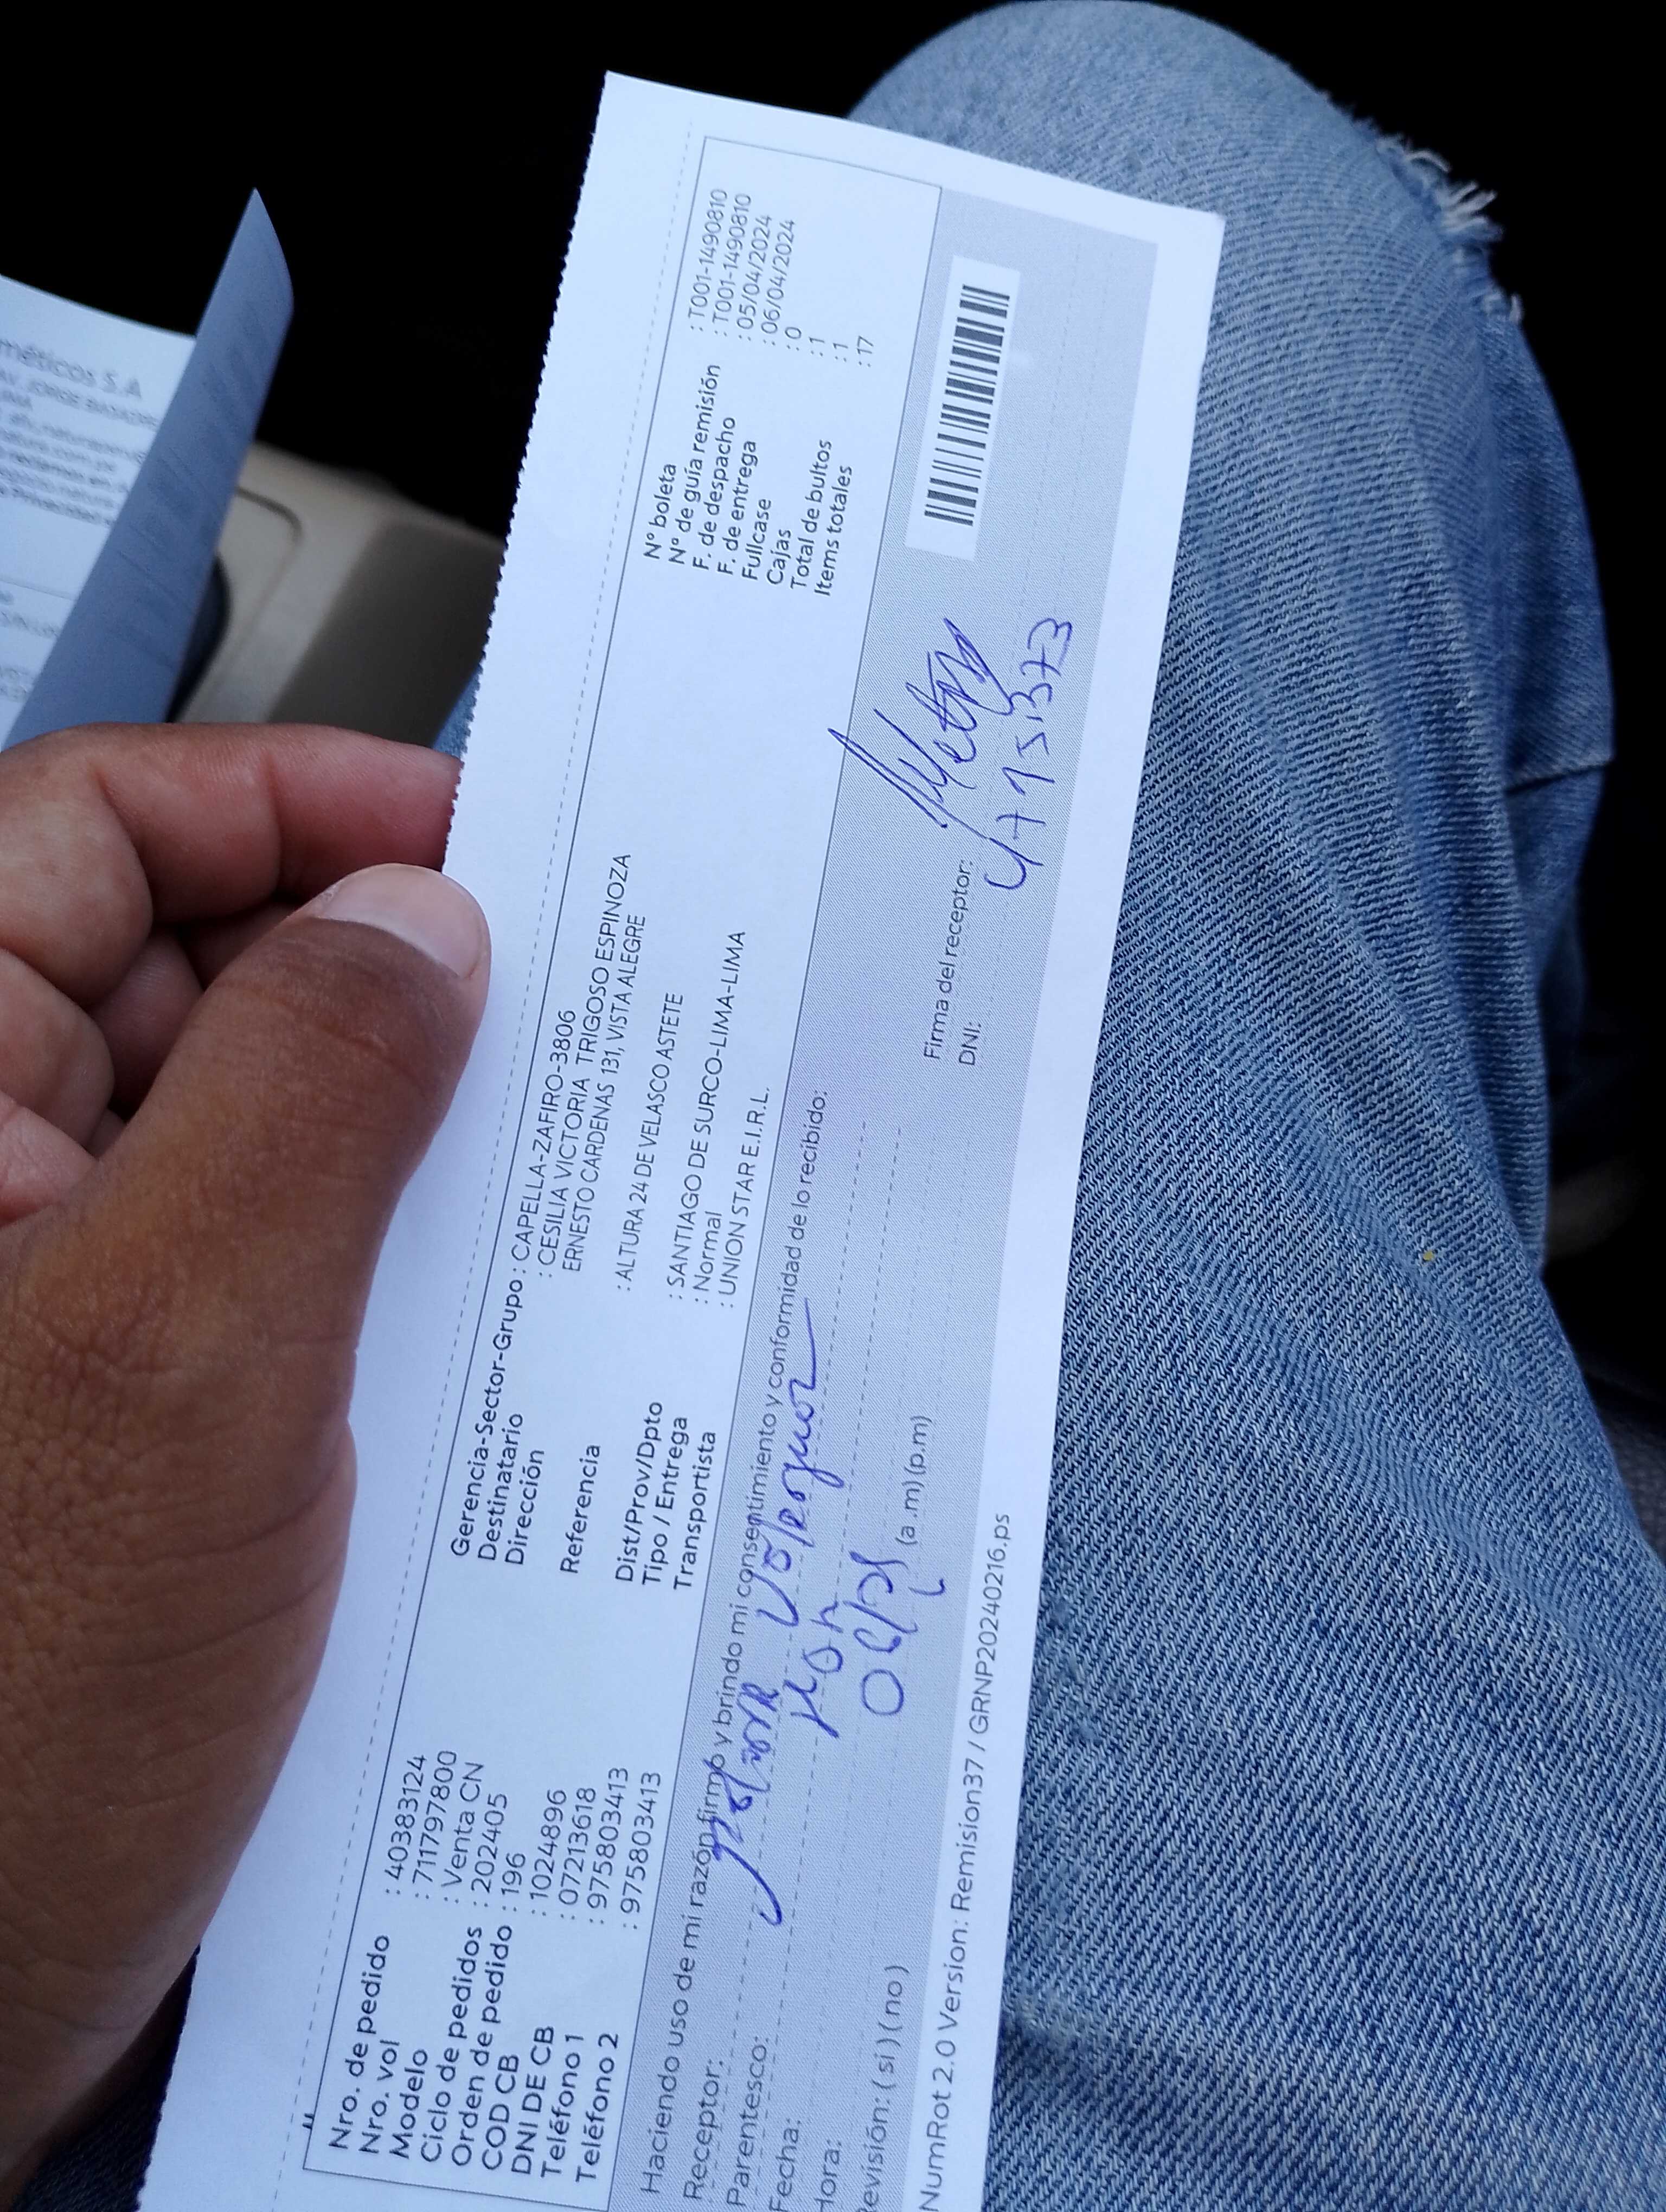 Nro. de pedido : 40383124
Nro. vol : 711797800
Modelo : Venta CN
Ciclo de pedidos : 202405
Orden de pedido : 196
COD CB : 1024896
DNI DE CB : 07213618
Teléfono 1 : 975803413
Teléfono 2 : 975803413
Gerencia-Sector-Grupo : CAPELLA-ZAFIRO-3806
Destinatario : CESILIA VICTORIA TRIGOSO ESPINOZA
Dirección ERNESTO CARDENAS 131, VISTA ALEGRE
Referencia : ALTURA 24 DE VELASCO ASTETE
Dist/Prov/Dpto : SANTIAGO DE SURCO-LIMA-LIMA
Tipo / Entrega : Normal
Transportista : UNION STAR E.I.R.L.
N° boleta : T001-1490810
N° de guía remisión : T001-1490810
F. de despacho : 05/04/2024
F. de entrega : 06/04/2024
Fullcase : 0
Cajas : 1
Total de bultos : 1
Items totales : 17
Haciendo uso de mi razón firmo y brindo mi consentimiento y conformidad de lo recibido:
Receptor:
Parentesco:
Fecha:
Hora: (a.m) (p.m)
Revisión: (si) (no)
Firma del receptor:
DNI:
NumRot 2.0 Version: Remision37 / GRNP20240216.ps
méticos S.A